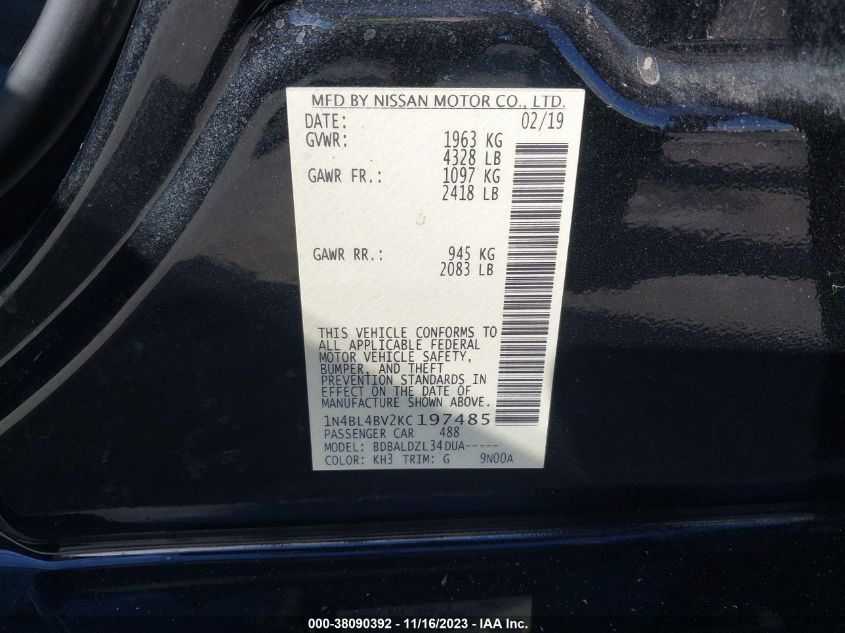 MFD BY NISSAN MOTOR CO., LTD.
DATE: 02/19
GVWR: 1963 KG
4328 LB
GAWR FR.: 1097 KG
2418 LB
GAWR RR.: 945 KG
2083 LB
THIS VEHICLE CONFORMS TO
ALL APPLICABLE FEDERAL
MOTOR VEHICLE SAFETY,
BUMPER, AND THEFT
PREVENTION STANDARDS IN
EFFECT ON THE DATE OF
MANUFACTURE SHOWN ABOVE.
1N4BL4BV2KC197485
PASSENGER CAR 488
MODEL: BDBALDZL34DUA-----
COLOR: KH3 TRIM: G 9N00A
000-38090392 - 11/16/2023 - © IAA Inc.